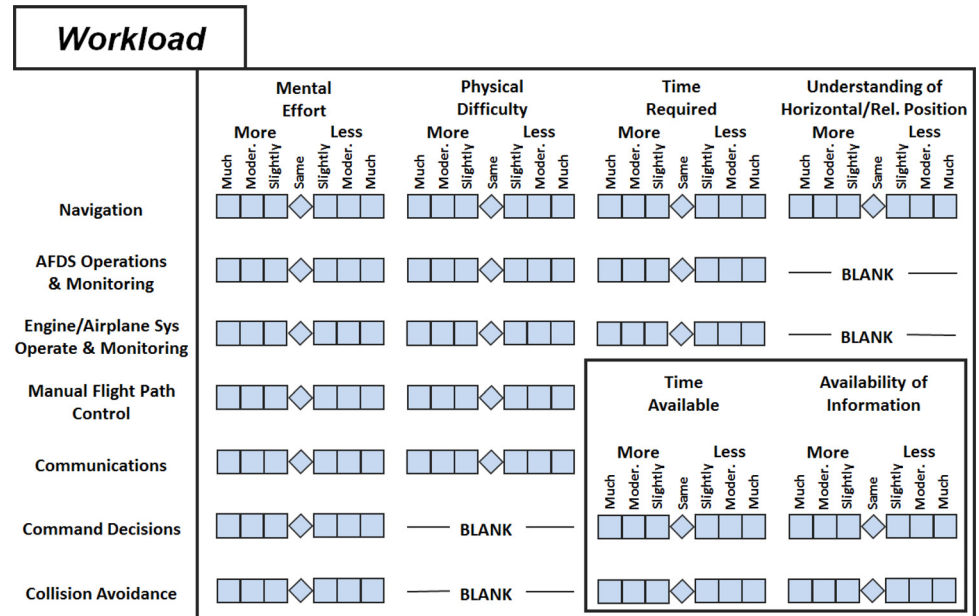 Workload
Mental Effort
Physical Difficulty
Time Required
Understanding of Horizontal/Rel. Position
More Less More Less More Less More Less
Much Moder. Slightly Same Slightly Moder. Much Much Moder. Slightly Same Slightly Moder. Much Much Moder. Slightly Same Slightly Moder. Much Much Moder. Slightly Same Slightly Moder. Much
Navigation
AFDS Operations
& Monitoring
BLANK
Engine/Airplane Sys
Operate & Monitoring
BLANK
Manual Flight Path
Control
Time
Available
Availability of
Information
More Less More Less
Much Moder. Slightly Same Slightly Moder. Much Much Moder. Slightly Same Slightly Moder. Much
Communications
Command Decisions
BLANK
Collision Avoidance
BLANK